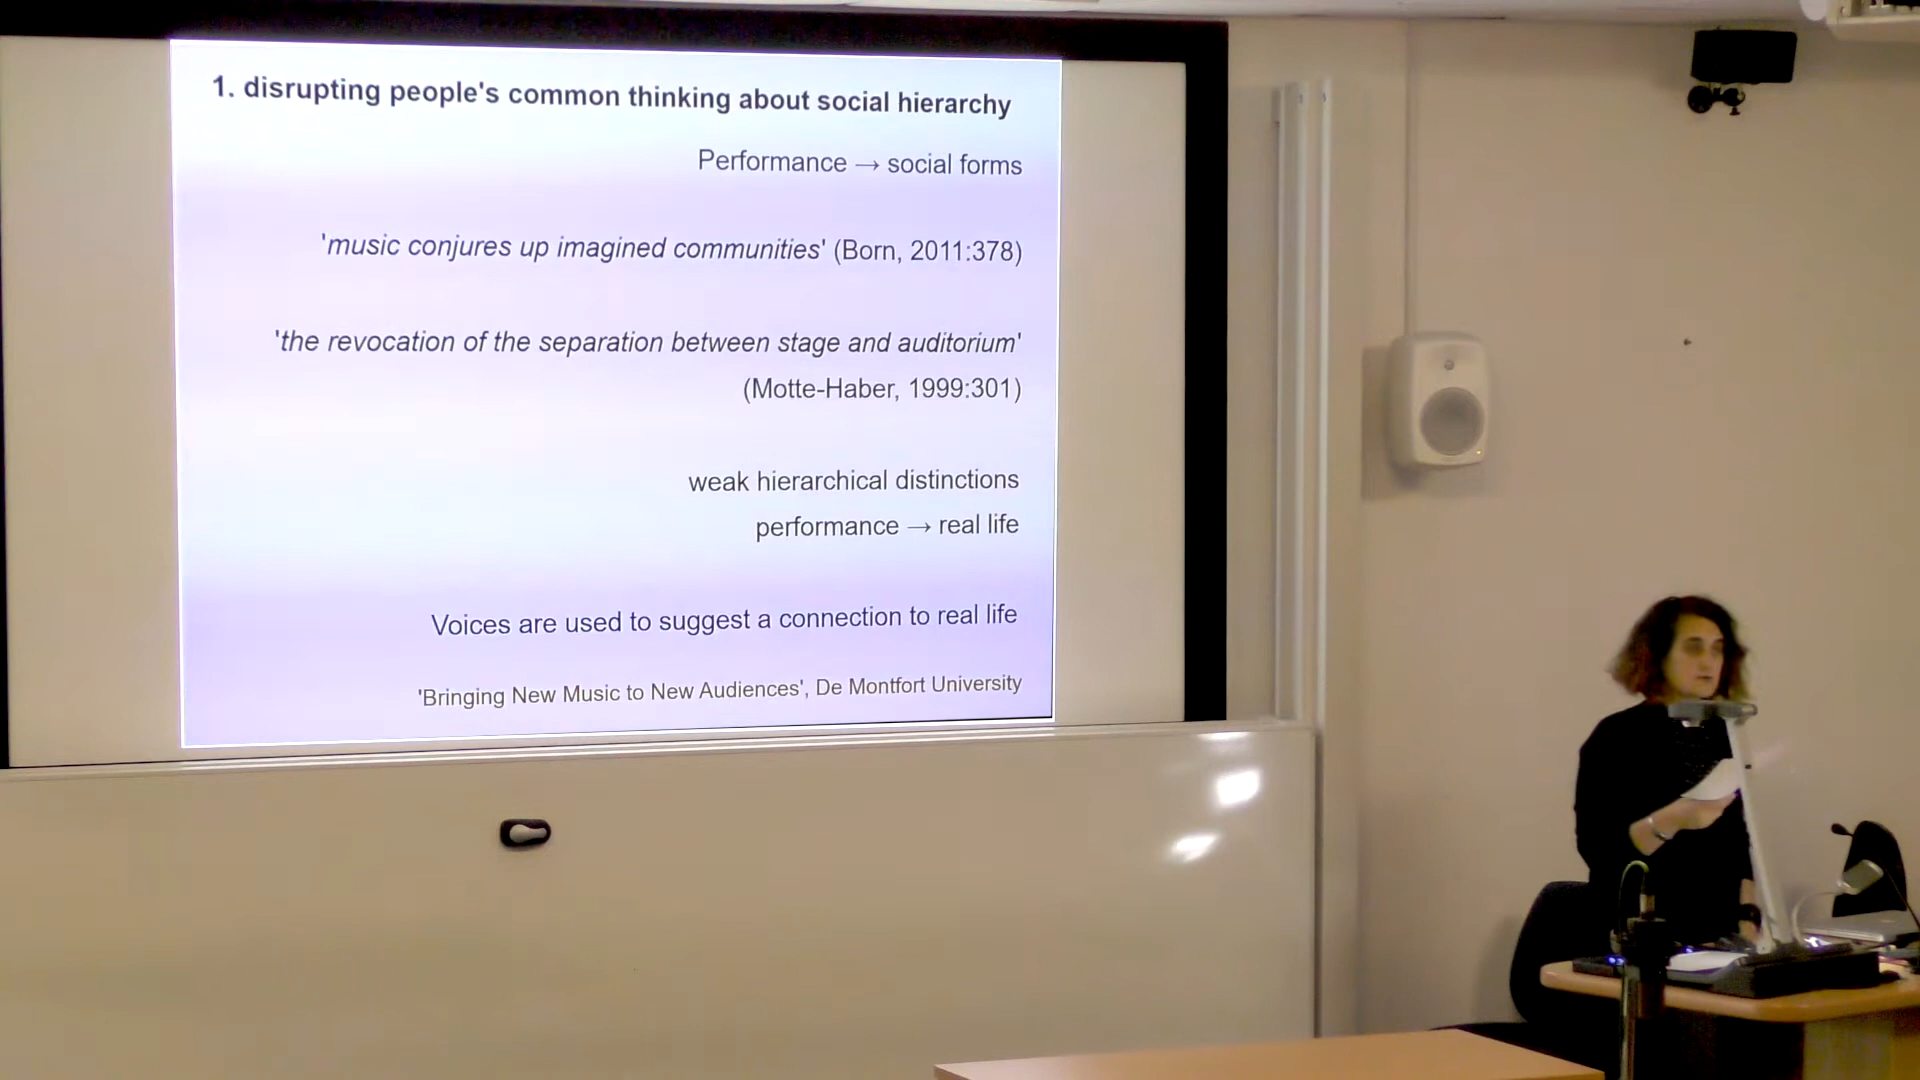 1. disrupting people's common thinking about social hierarchy
Performance → social forms
'music conjures up imagined communities' (Born, 2011:378)
'the revocation of the separation between stage and auditorium'
(Motte-Haber, 1999:301)
weak hierarchical distinctions
performance → real life
Voices are used to suggest a connection to real life
'Bringing New Music to New Audiences', De Montfort University